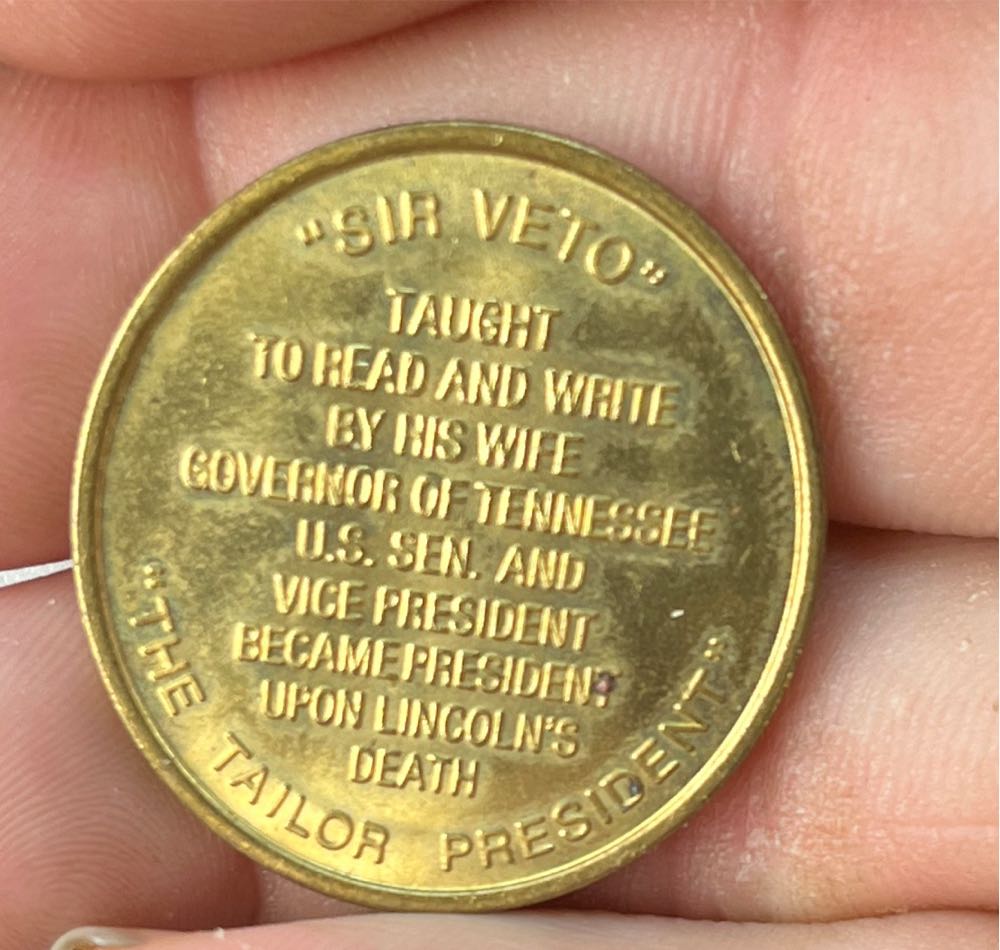 "SIR VETO"
TAUGHT
TO READ AND WRITE
BY HIS WIFE
GOVERNOR OF TENNESSEE
U.S. SEN. AND
VICE PRESIDENT
BECAME PRESIDENT
UPON LINCOLN'S
DEATH
"THE TAILOR PRESIDENT"